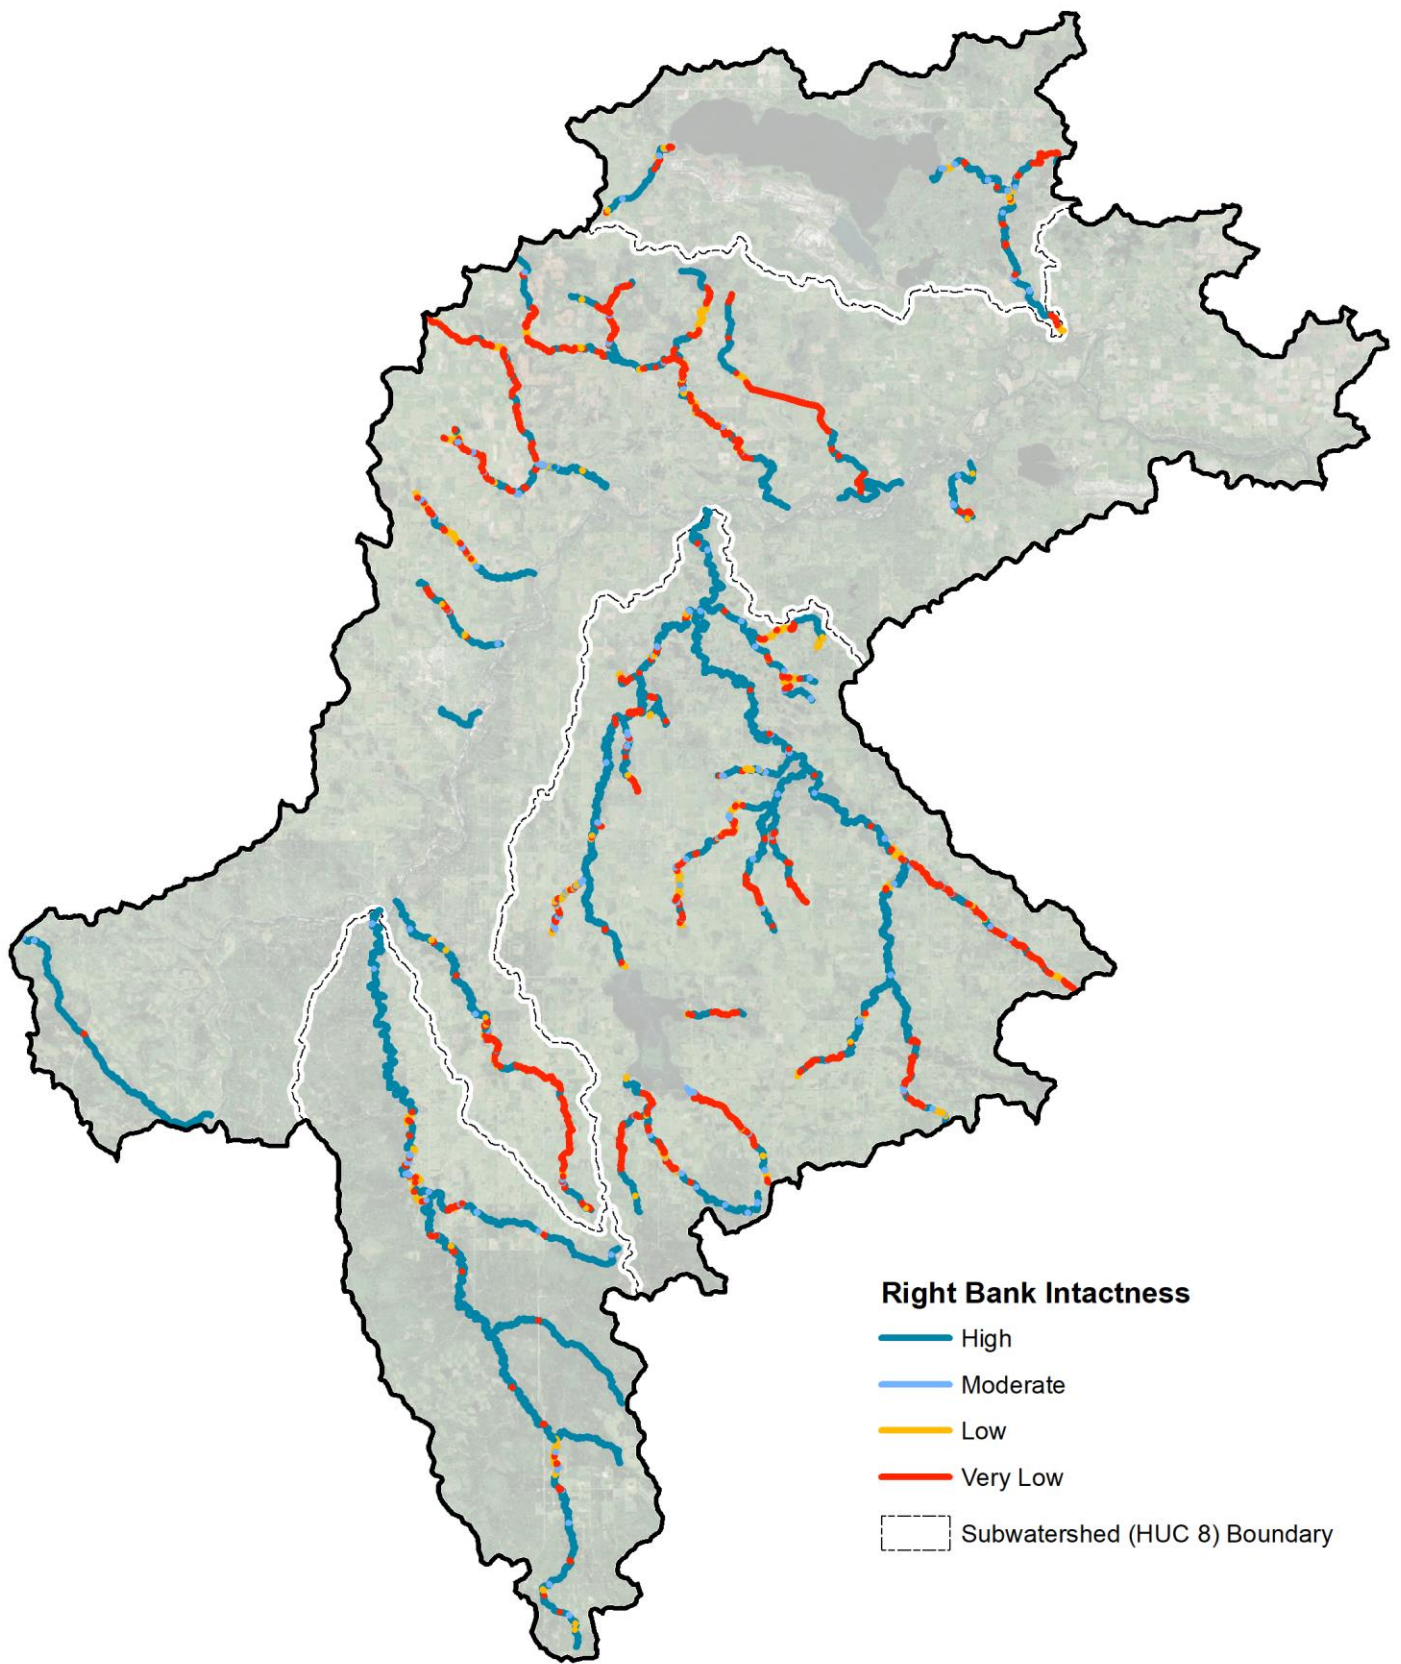 Right Bank Intactness
High
Moderate
Low
Very Low
Subwatershed (HUC 8) Boundary